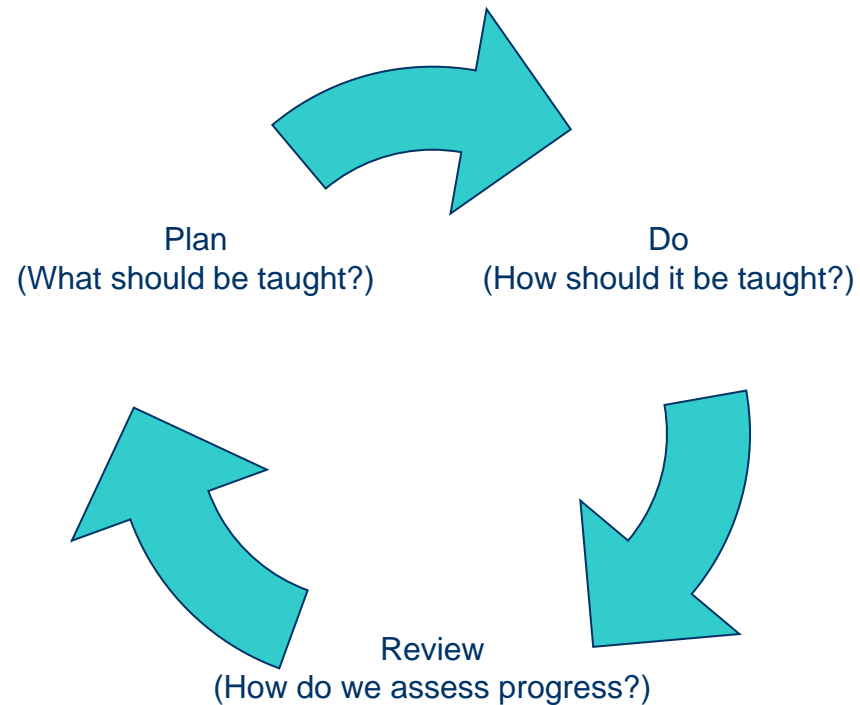 Plan
(What should be taught?)
Do
(How should it be taught?)
Review
(How do we assess progress?)